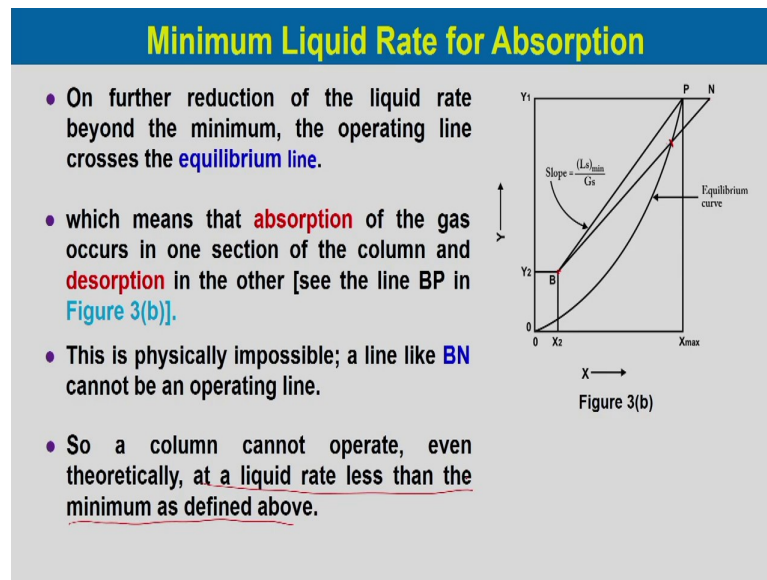 Minimum Liquid Rate for Absorption
• On further reduction of the liquid rate
beyond the minimum, the operating line
crosses the equilibrium line.
• which means that absorption of the gas
occurs in one section of the column and
desorption in the other [see the line BP in
Figure 3(b)].
• This is physically impossible; a line like BN
cannot be an operating line.
• So a column cannot operate, even
theoretically, at a liquid rate less than the
minimum as defined above.
Y1
P
N
Slope = (Ls)min
Gs
Equilibrium
curve
Y
Y2
B
0
0
X2
Xmax
X
Figure 3(b)